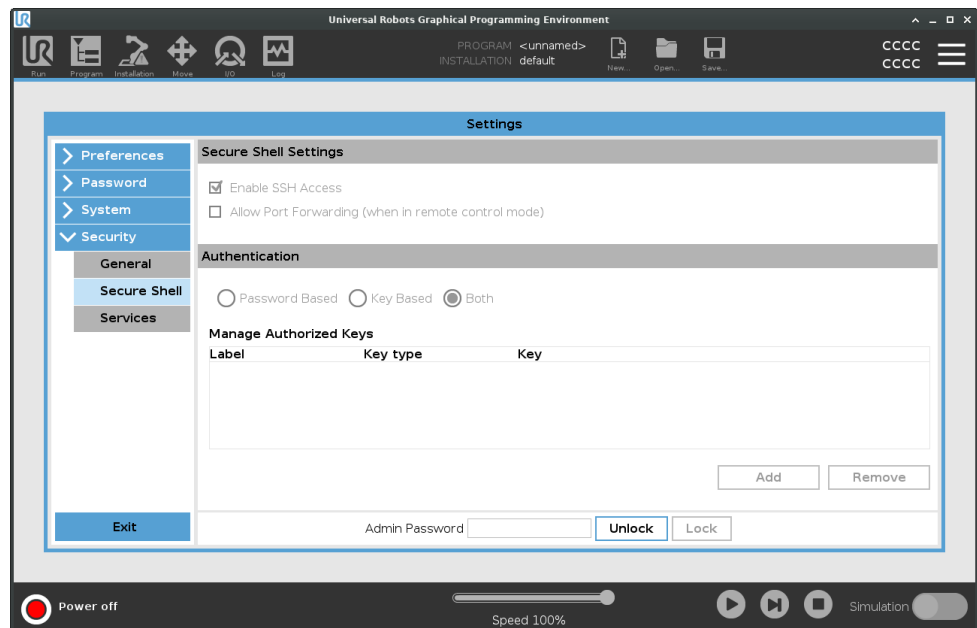 Universal Robots Graphical Programming Environment
UR
Run
Program
Installation
Move
I/O
Log
PROGRAM <unnamed>
INSTALLATION default
New...
Open...
Save...
cccc
cccc
Settings
Preferences
Password
System
Security
General
Secure Shell
Services
Exit
Secure Shell Settings
Enable SSH Access
Allow Port Forwarding (when in remote control mode)
Authentication
Password Based Key Based Both
Manage Authorized Keys
Label Key type Key
Add Remove
Admin Password Unlock Lock
Power off
Speed 100%
Simulation